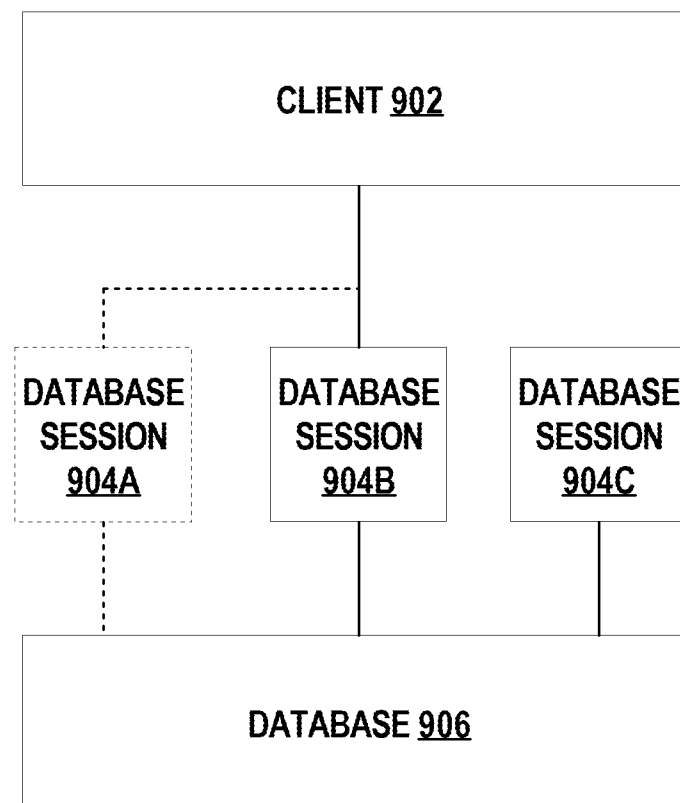 CLIENT 902
DATABASE
SESSION
904A
DATABASE
SESSION
904B
DATABASE
SESSION
904C
DATABASE 906